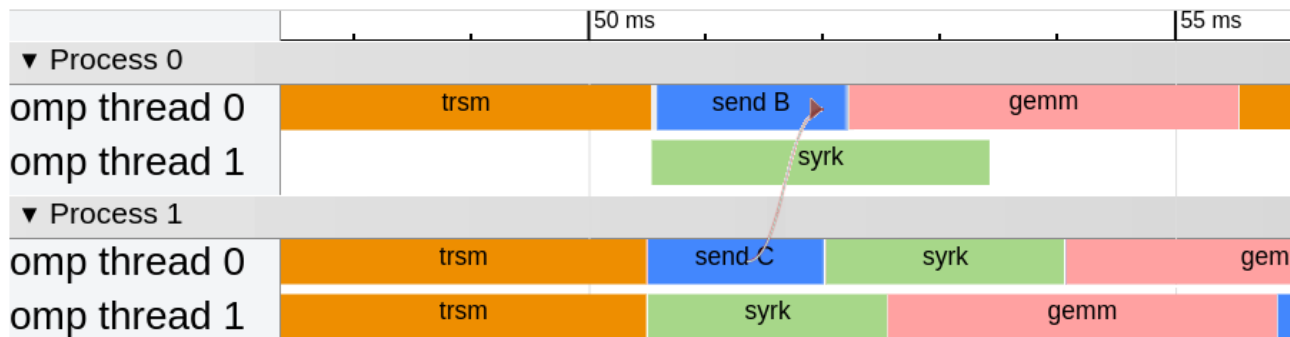 50 ms 55 ms
▼ Process 0
omp thread 0 trsm send B gemm
omp thread 1 syrk
▼ Process 1
omp thread 0 trsm send C syrk gem
omp thread 1 trsm syrk gemm